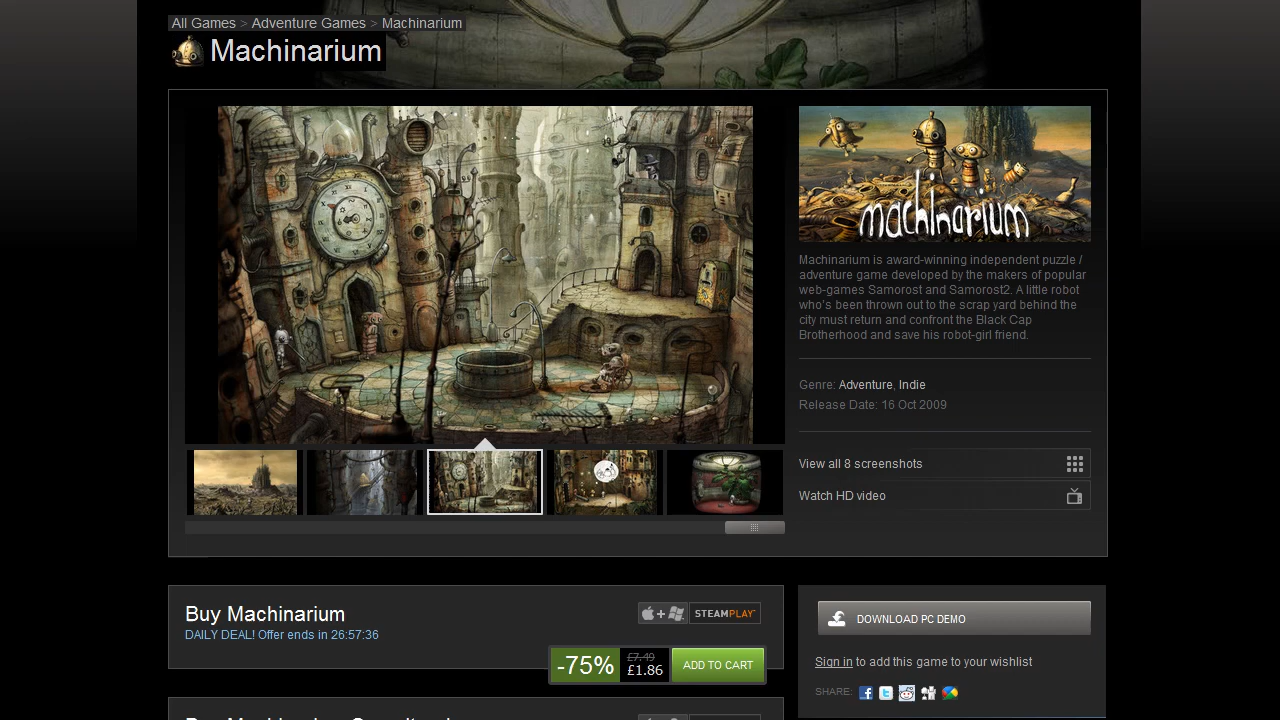 All Games > Adventure Games > Machinarium
Machinarium
machinarium
Machinarium is award-winning independent puzzle /
adventure game developed by the makers of popular
web-games Samorost and Samorost2. A little robot
who's been thrown out to the scrap yard behind the
city must return and confront the Black Cap
Brotherhood and save his robot-girl friend.
Genre: Adventure, Indie
Release Date: 16 Oct 2009
View all 8 screenshots
Watch HD video
Buy Machinarium
DAILY DEAL! Offer ends in 26:57:36
+ STEAMPLAY™
-75% £7.49
£1.86
ADD TO CART
DOWNLOAD PC DEMO
Sign in to add this game to your wishlist
SHARE: